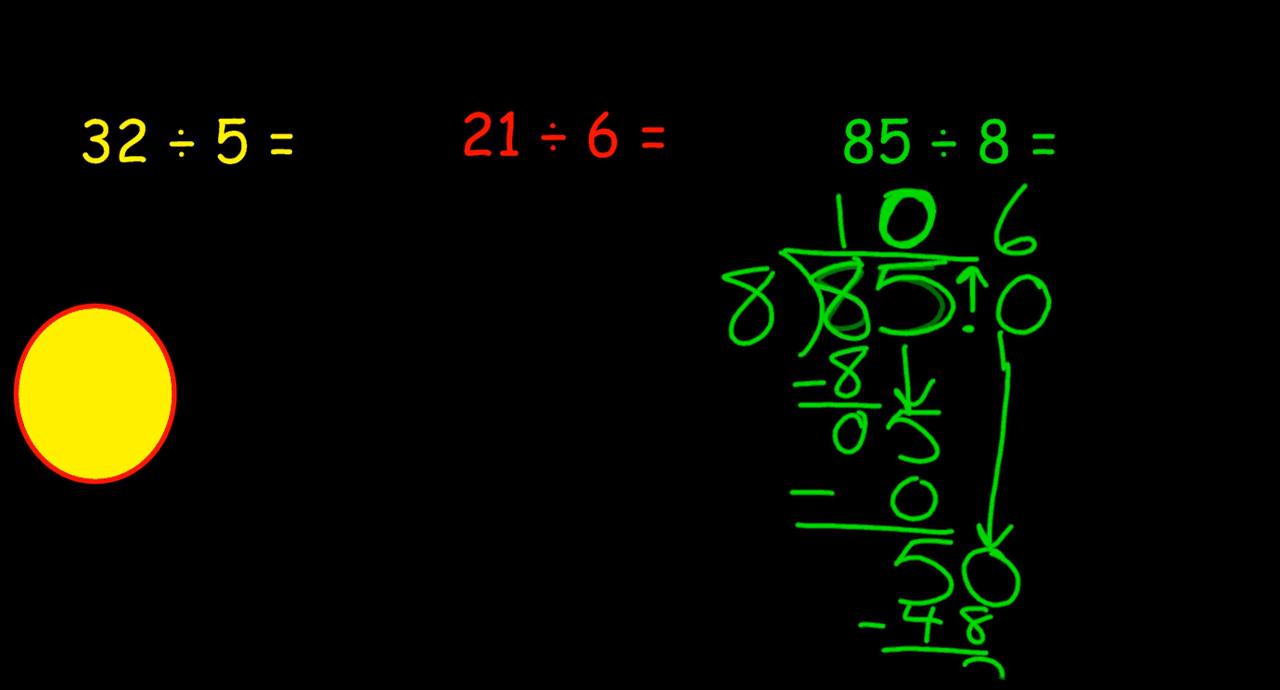 32 ÷ 5 =
21 ÷ 6 =
85 ÷ 8 =
10 6
8)85.0
-8
05
- 0
50
-48